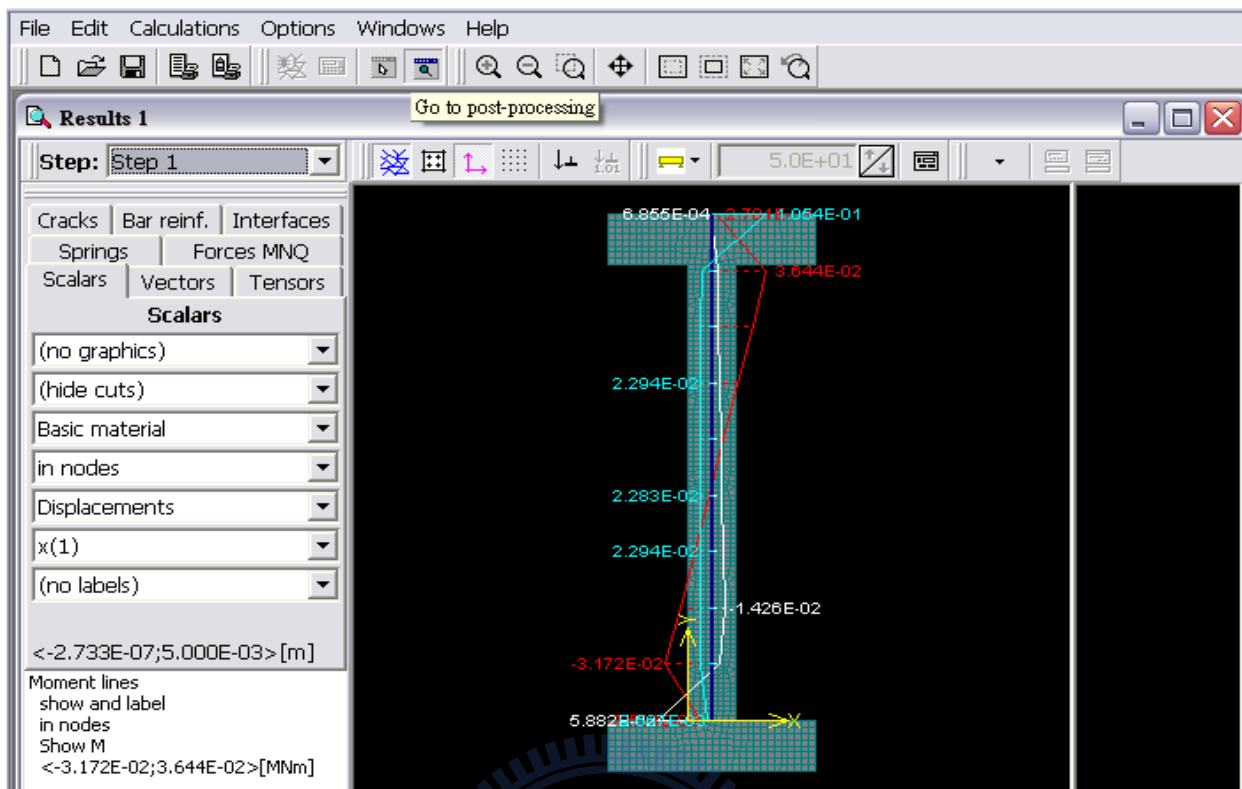 File Edit Calculations Options Windows Help
1.01
Go to post-processing
Results 1
Step: Step 1
5.0E+01
Cracks Bar reinf. Interfaces
Springs Forces MNQ
Scalars Vectors Tensors
Scalars
(no graphics)
(hide cuts)
Basic material
in nodes
Displacements
x(1)
(no labels)
<-2.733E-07;5.000E-03>[m]
Moment lines
show and label
in nodes
Show M
<-3.172E-02;3.644E-02>[MNm]
6.855E-04
1.054E-01
3.644E-02
2.294E-02
2.283E-02
2.294E-02
-1.426E-02
-3.172E-02
Y
X